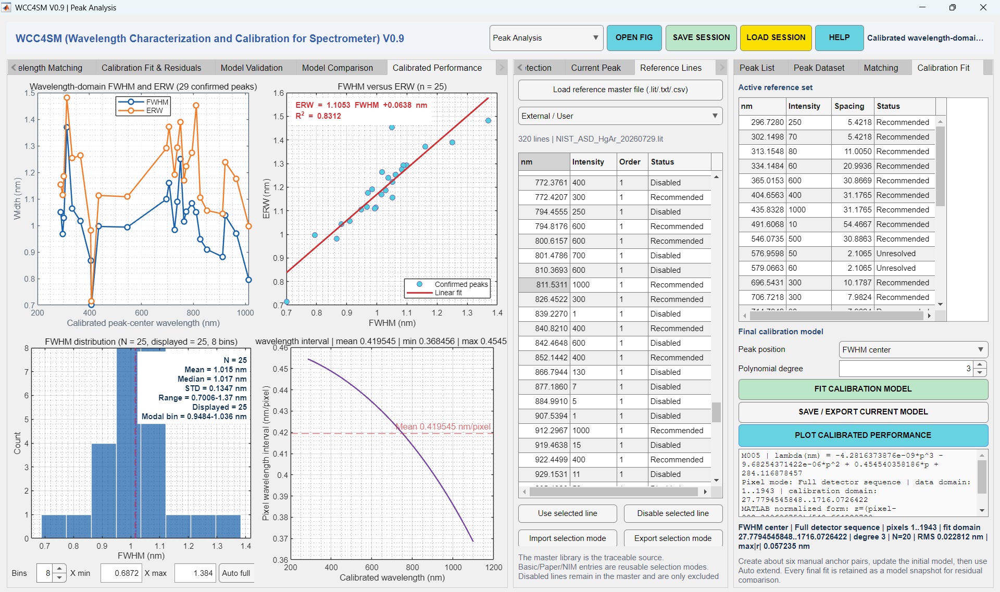 WCC4SM V0.9 | Peak Analysis
WCC4SM (Wavelength Characterization and Calibration for Spectrometer) V0.9
Peak Analysis
OPEN FIG
SAVE SESSION
LOAD SESSION
HELP
Calibrated wavelength-domai...
elength Matching
Calibration Fit & Residuals
Model Validation
Model Comparison
Calibrated Performance
Wavelength-domain FWHM and ERW (29 confirmed peaks)
FWHM
ERW
1.5
1.4
1.3
1.2
1.1
1
0.9
0.8
0.7
Width (nm)
200
400
600
800
1000
Calibrated peak-center wavelength (nm)
FWHM versus ERW (n = 25)
ERW = 1.1053 FWHM +0.0638 nm
R2 = 0.8312
1.6
1.5
1.4
1.3
1.2
1.1
1
0.9
0.8
0.7
ERW (nm)
Confirmed peaks
Linear fit
0.7
0.8
0.9
1
1.1
1.2
1.3
1.4
FWHM (nm)
FWHM distribution (N = 25, displayed = 25, 8 bins)
N = 25
Mean = 1.015 nm
Median = 1.017 nm
STD = 0.1347 nm
Range = 0.7006-1.37 nm
Displayed = 25
Modal bin = 0.9484-1.036 nm
8
7
6
5
4
3
2
1
0
Count
0.7
0.8
0.9
1
1.1
1.2
1.3
1.4
FWHM (nm)
Bins
8
X min
0.6872
X max
1.384
Auto full
wavelength interval | mean 0.419545 | min 0.368456 | max 0.4545
0.46
0.45
0.44
0.43
0.42
0.41
0.4
0.39
0.38
0.37
0.36
Pixel wavelength interval (nm/pixel)
Mean 0.419545 nm/pixel
200
400
600
800
1000
1200
Calibrated wavelength (nm)
etection
Current Peak
Reference Lines
Load reference master file (.lit/.txt/.csv)
External / User
320 lines | NIST_ASD_HgAr_20260729.lit
nm Intensity Order Status
772.3761 400 1 Disabled
772.4207 300 1 Recommended
794.4555 250 1 Disabled
794.8176 600 1 Recommended
800.6157 600 1 Recommended
801.4786 700 1 Disabled
810.3693 600 1 Disabled
811.5311 1000 1 Recommended
826.4522 300 1 Recommended
839.2270 1 1 Disabled
840.8210 400 1 Recommended
842.4648 600 1 Disabled
852.1442 400 1 Recommended
866.7944 130 1 Disabled
877.1860 7 1 Disabled
884.9910 5 1 Disabled
907.5394 1 1 Disabled
912.2967 1000 1 Recommended
919.4638 15 1 Disabled
922.4499 400 1 Recommended
929.1531 11 1 Disabled
Use selected line
Disable selected line
Import selection mode
Export selection mode
The master library is the traceable source.
Basic/Paper/NIM entries are reusable selection modes.
Disabled lines remain in the master and are only excluded
Peak List
Peak Dataset
Matching
Calibration Fit
Active reference set
nm Intensity Spacing Status
296.7280 250 5.4218 Recommended
302.1498 70 5.4218 Recommended
313.1548 80 11.0050 Recommended
334.1484 60 20.9936 Recommended
365.0153 600 30.8669 Recommended
404.6563 400 31.1765 Recommended
435.8328 1000 31.1765 Recommended
491.6068 10 54.4667 Recommended
546.0735 500 30.8863 Recommended
576.9598 50 2.1065 Unresolved
579.0663 60 2.1065 Unresolved
696.5431 300 10.1787 Recommended
706.7218 300 7.9824 Recommended
Final calibration model
Peak position
FWHM center
Polynomial degree
3
FIT CALIBRATION MODEL
SAVE / EXPORT CURRENT MODEL
PLOT CALIBRATED PERFORMANCE
M005 | lambda(nm) = -4.2816373876e-09*p^3 -
9.68254371422e-06*p^2 + 0.454540358186*p +
284.116878457
Pixel mode: Full detector sequence | data domain:
1..1943 | calibration domain:
27.7794545848..1716.0726422
MATLAB normalized form: z=(pixel-
FWHM center | Full detector sequence | pixels 1..1943 | fit domain
27.7794545848..1716.0726422 | degree 3 | N=20 | RMS 0.022812 nm |
max|r| 0.057235 nm
Create about six manual anchor pairs, update the initial model, then use
Auto extend. Every final fit is retained as a model snapshot for residual
comparison.